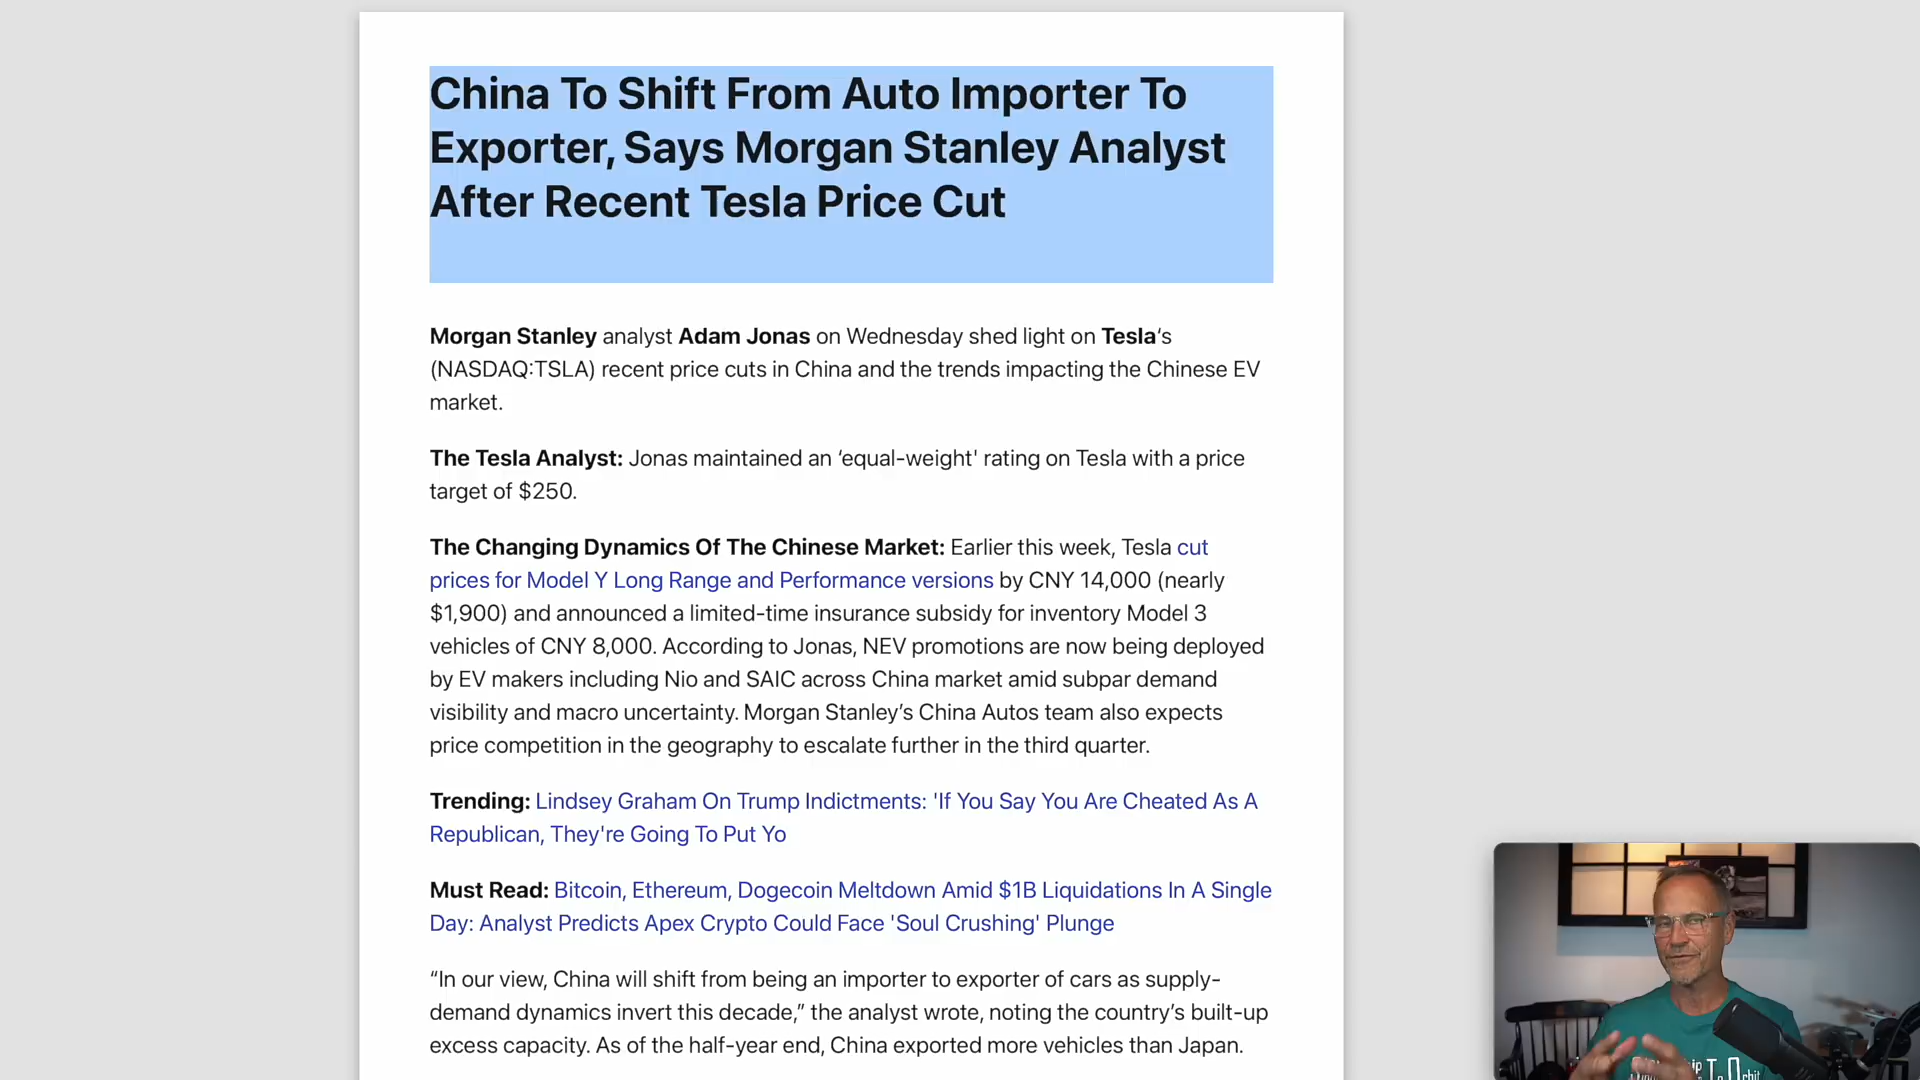 China To Shift From Auto Importer To
Exporter, Says Morgan Stanley Analyst
After Recent Tesla Price Cut
Morgan Stanley analyst Adam Jonas on Wednesday shed light on Tesla‘s
(NASDAQ:TSLA) recent price cuts in China and the trends impacting the Chinese EV
market.
The Tesla Analyst: Jonas maintained an ‘equal-weight' rating on Tesla with a price
target of $250.
The Changing Dynamics Of The Chinese Market: Earlier this week, Tesla cut
prices for Model Y Long Range and Performance versions by CNY 14,000 (nearly
$1,900) and announced a limited-time insurance subsidy for inventory Model 3
vehicles of CNY 8,000. According to Jonas, NEV promotions are now being deployed
by EV makers including Nio and SAIC across China market amid subpar demand
visibility and macro uncertainty. Morgan Stanley’s China Autos team also expects
price competition in the geography to escalate further in the third quarter.
Trending: Lindsey Graham On Trump Indictments: 'If You Say You Are Cheated As A
Republican, They're Going To Put Yo
Must Read: Bitcoin, Ethereum, Dogecoin Meltdown Amid $1B Liquidations In A Single
Day: Analyst Predicts Apex Crypto Could Face 'Soul Crushing' Plunge
“In our view, China will shift from being an importer to exporter of cars as supply-
demand dynamics invert this decade,” the analyst wrote, noting the country’s built-up
excess capacity. As of the half-year end, China exported more vehicles than Japan.